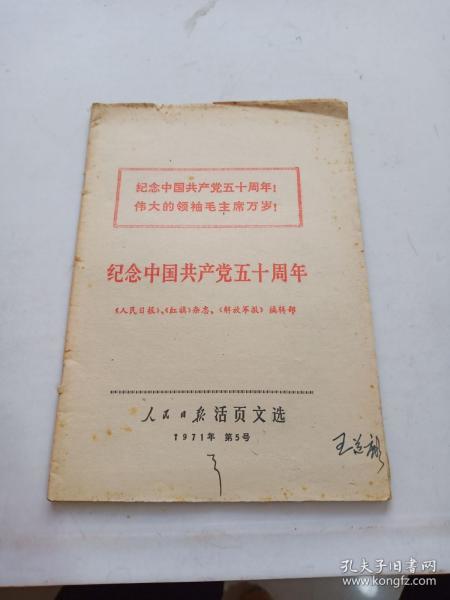 纪念中国共产党五十周年！
伟大的领袖毛主席万岁！
纪念中国共产党五十周年
《人民日报》、《红旗》杂志、《解放军报》编辑部
人民日报 活页文选
1971年 第5号
孔夫子旧书网
www.kongfz.com